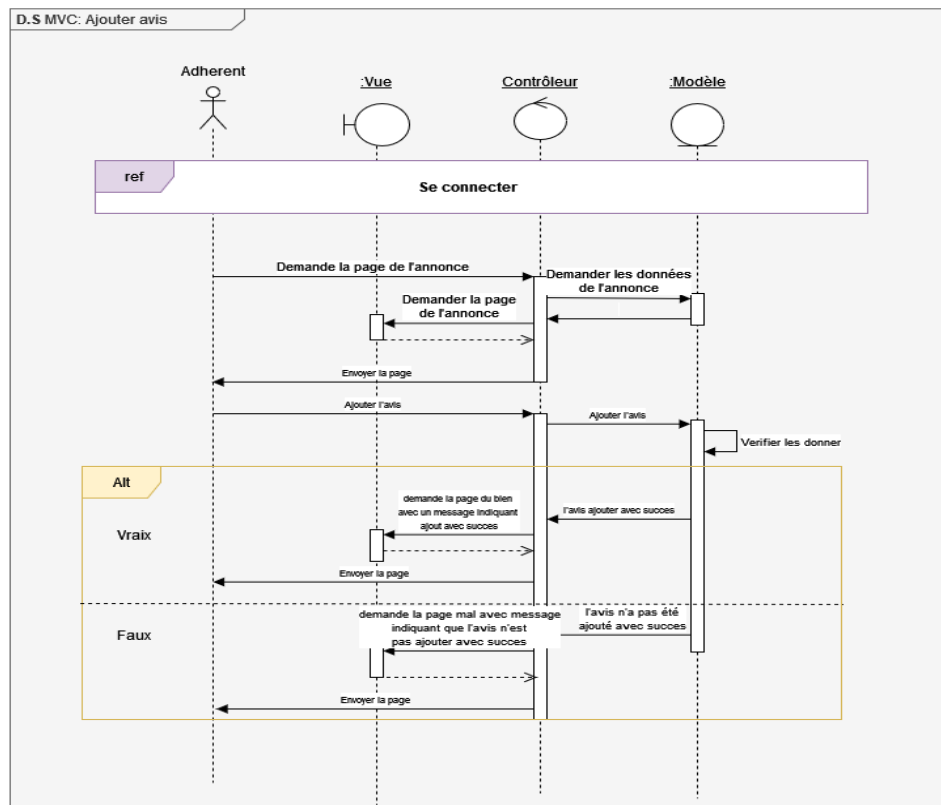 D.S MVC: Ajouter avis
Adherent
:Vue
Contrôleur
:Modèle
ref
Se connecter
Demande la page de l'annonce
Demander les données
de l'annonce
Demander la page
de l'annonce
Envoyer la page
Ajouter l'avis
Ajouter l'avis
Verifier les donner
Alt
Vraix
demande la page du bien
avec un message indiquant
ajout avec succes
l'avis ajouter avec succes
Envoyer la page
Faux
demande la page mal avec message
indiquant que l'avis n'est
pas ajouter avec succes
l'avis n'a pas été
ajouté avec succes
Envoyer la page